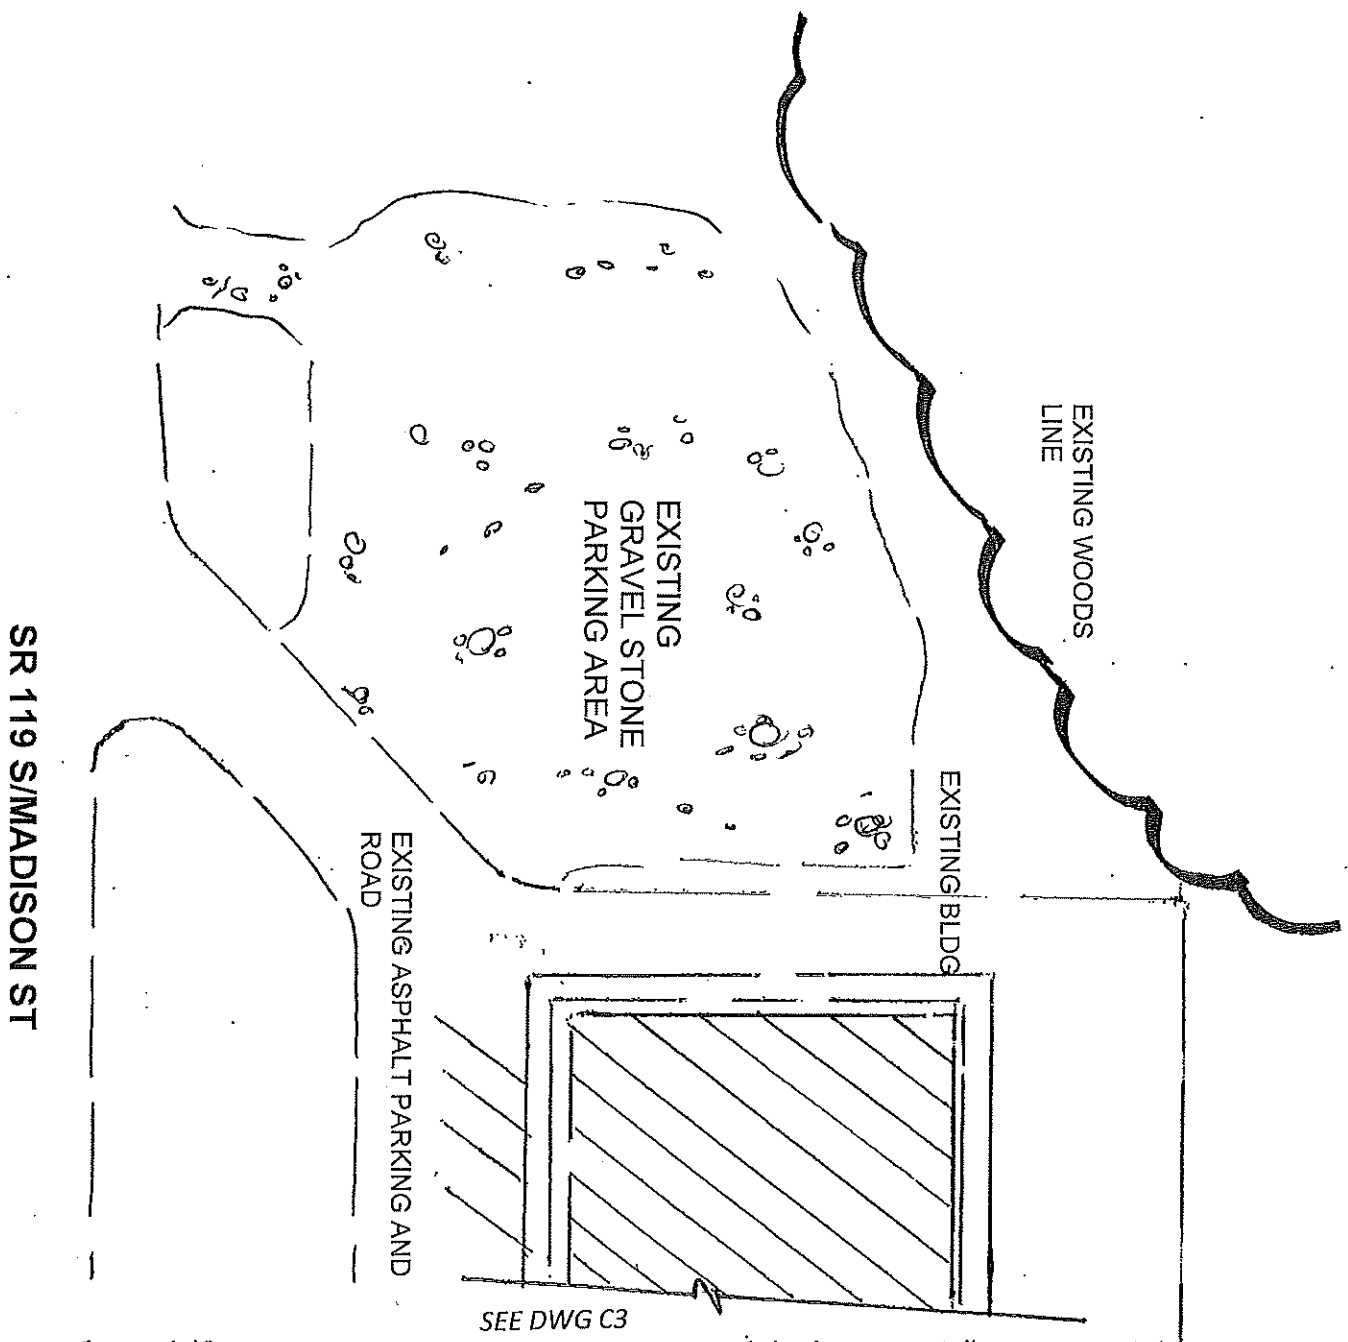 EXISTING WOODS
LINE
EXISTING
GRAVEL STONE
PARKING AREA
EXISTING BLDG
EXISTING ASPHALT PARKING AND
ROAD
SR 119 S/MADISON ST
SEE DWG C3